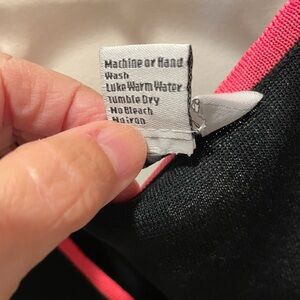 Machine or Hand
Wash
Luke Warm Water
Tumble Dry
No Bleach
No iron